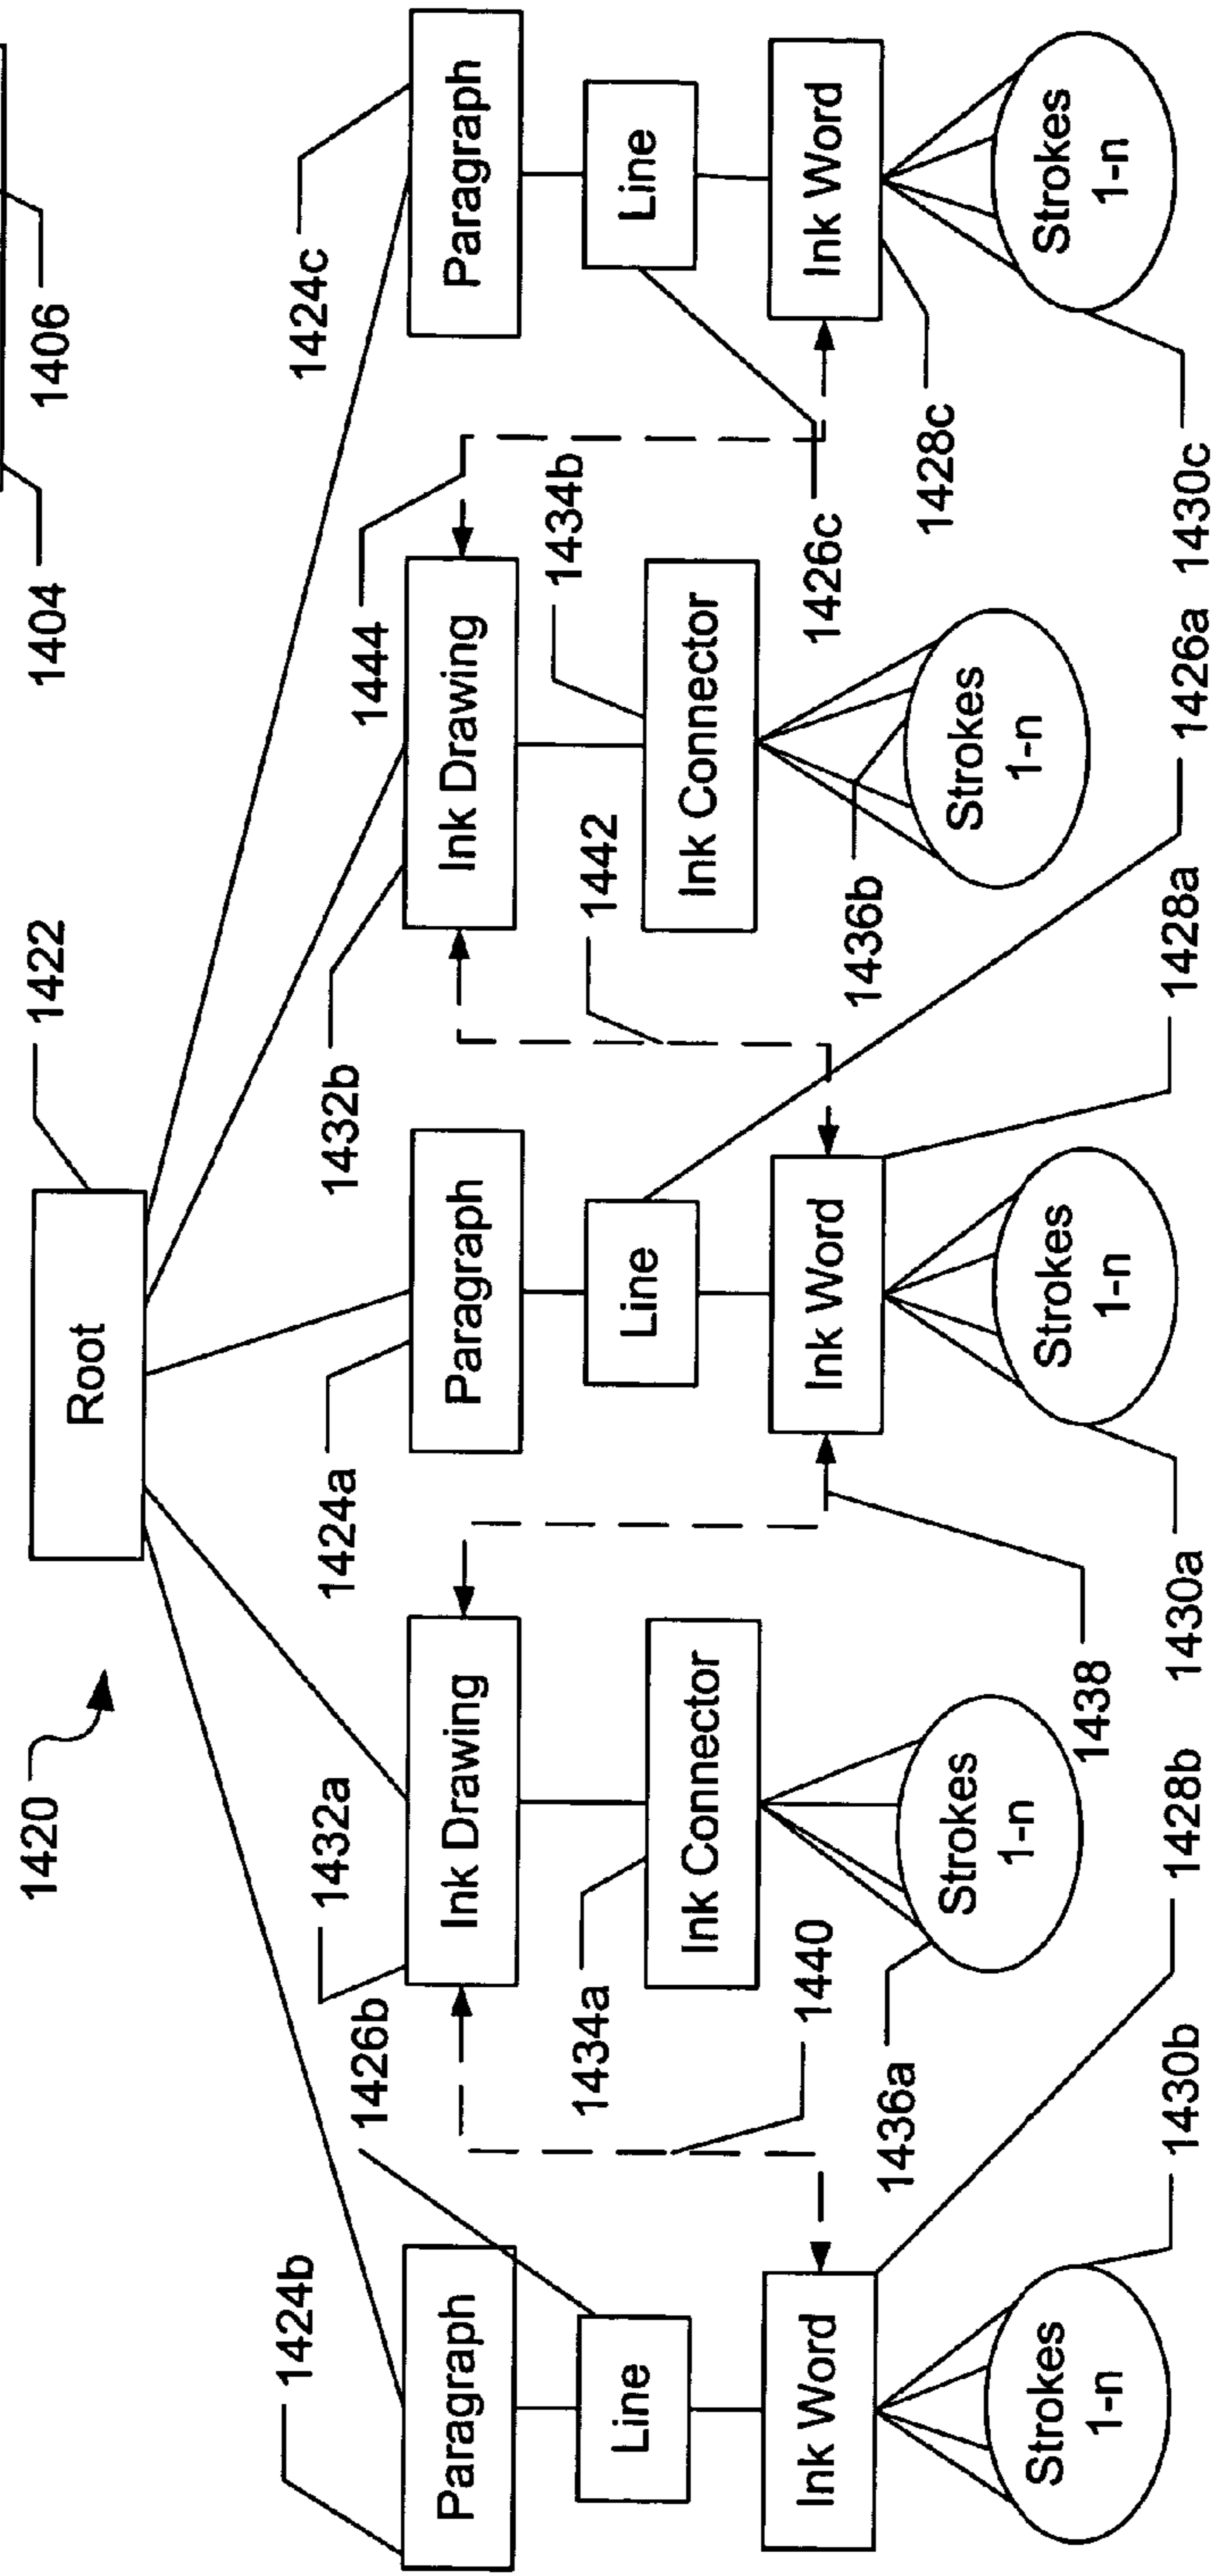 1404
1406
1420
Root
1422
1424b
1426b
1432a
1424a
1432b
1444
1424c
Paragraph
Ink Drawing
Paragraph
Ink Drawing
Paragraph
1434a
1442
1434b
Line
Ink Connector
Line
Ink Connector
Line
1440
1426c
Ink Word
Ink Word
Ink Word
1436a
1436b
1428c
Strokes
1-n
Strokes
1-n
Strokes
1-n
Strokes
1-n
Strokes
1-n
1438
1430b
1428b
1430a
1428a
1426a
1430c